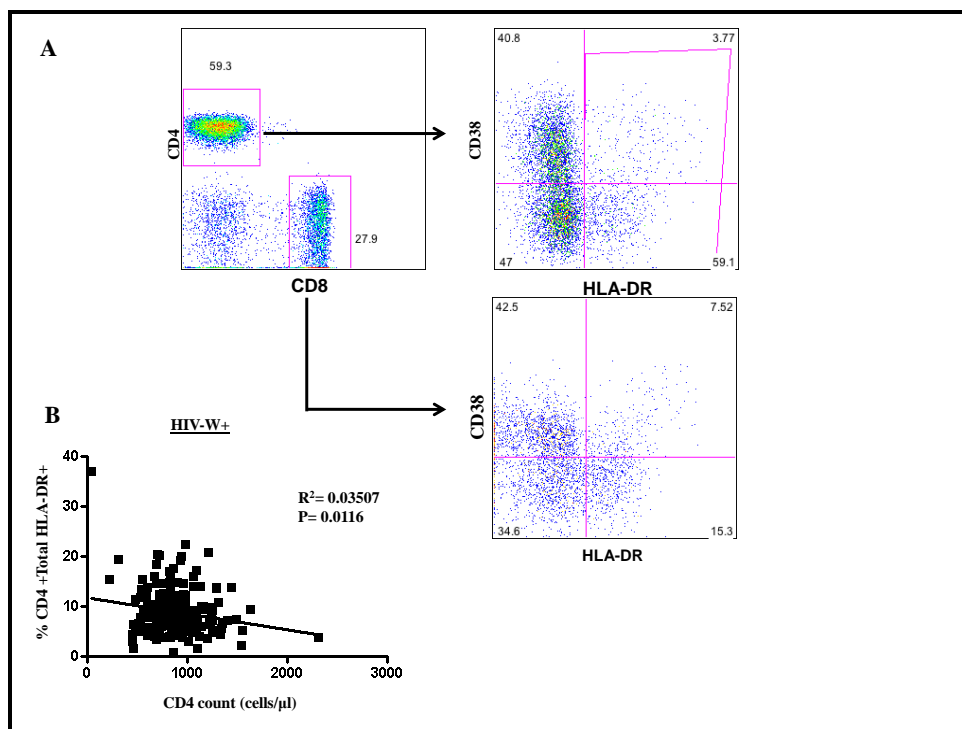 A
59.3
CD4
27.9
CD8
40.8
3.77
CD38
47
59.1
HLA-DR
42.5
7.52
CD38
34.6
15.3
HLA-DR
B
HIV-W+
R²= 0.03507
P= 0.0116
% CD4 +Total HLA-DR+
40
30
20
10
0
0
1000
2000
3000
CD4 count (cells/µl)